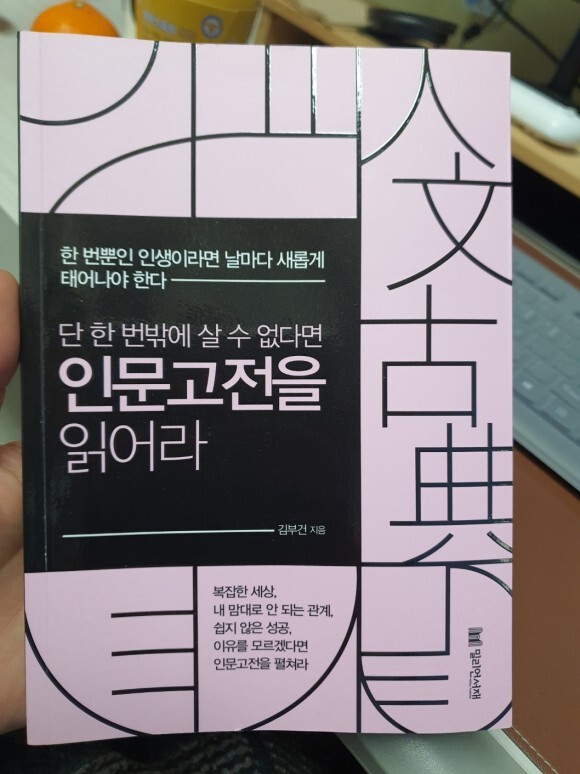 人
文
古
典
한 번뿐인 인생이라면 날마다 새롭게
태어나야 한다
단 한 번밖에 살 수 없다면
인문고전을
읽어라
김부건 지음
복잡한 세상,
내 맘대로 안 되는 관계,
쉽지 않은 성공,
이유를 모르겠다면
인문고전을 펼쳐라
밀리언서재